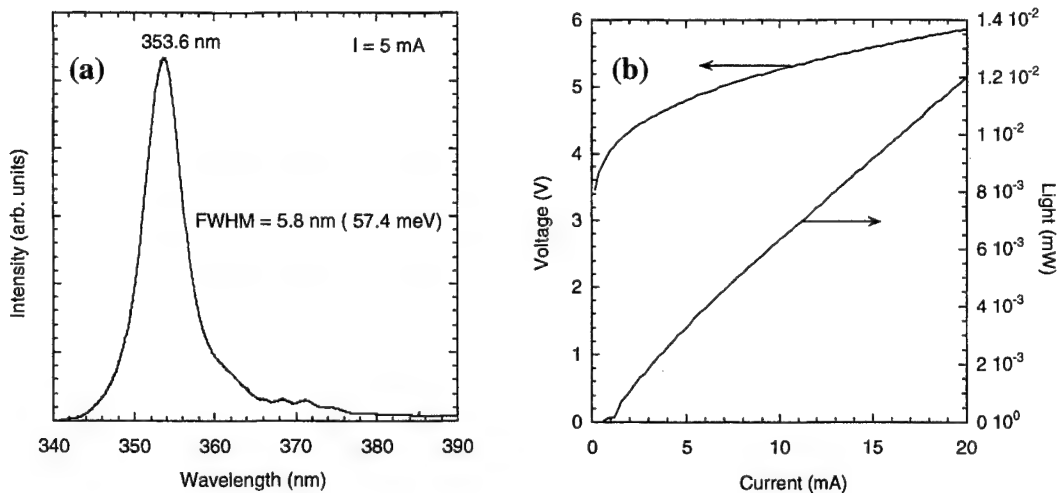 (a)
353.6 nm
I = 5 mA
FWHM = 5.8 nm ( 57.4 meV)
Intensity (arb. units)
340 350 360 370 380 390
Wavelength (nm)
(b)
6
5
4
3
2
1
0
Voltage (V)
1.4 10⁻²
1.2 10⁻²
1 10⁻²
8 10⁻³
6 10⁻³
4 10⁻³
2 10⁻³
0 10⁰
Light (mW)
0 5 10 15 20
Current (mA)